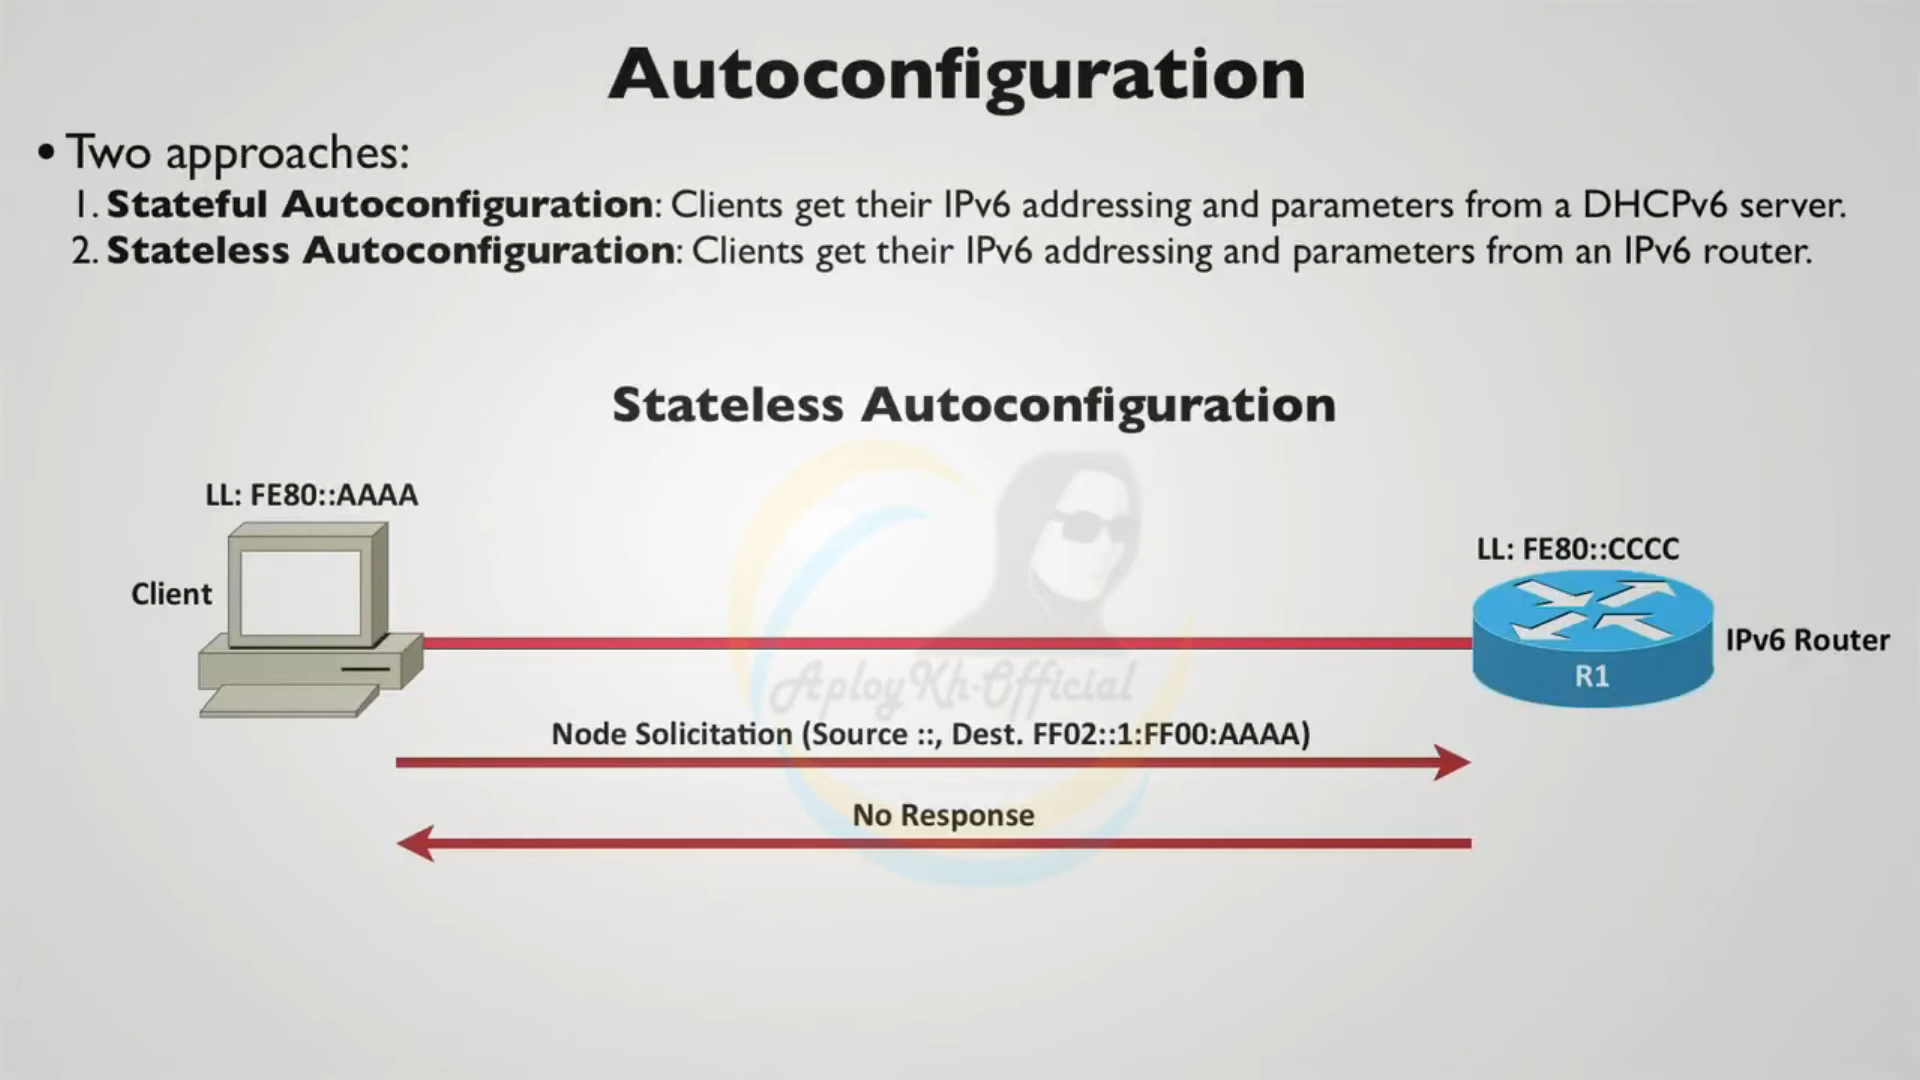 Autoconfiguration
• Two approaches:
1. Stateful Autoconfiguration: Clients get their IPv6 addressing and parameters from a DHCPv6 server.
2. Stateless Autoconfiguration: Clients get their IPv6 addressing and parameters from an IPv6 router.
Stateless Autoconfiguration
LL: FE80::AAAA
LL: FE80::CCCC
Client
IPv6 Router
R1
AployKh-Official
Node Solicitation (Source ::, Dest. FF02::1:FF00:AAAA)
No Response